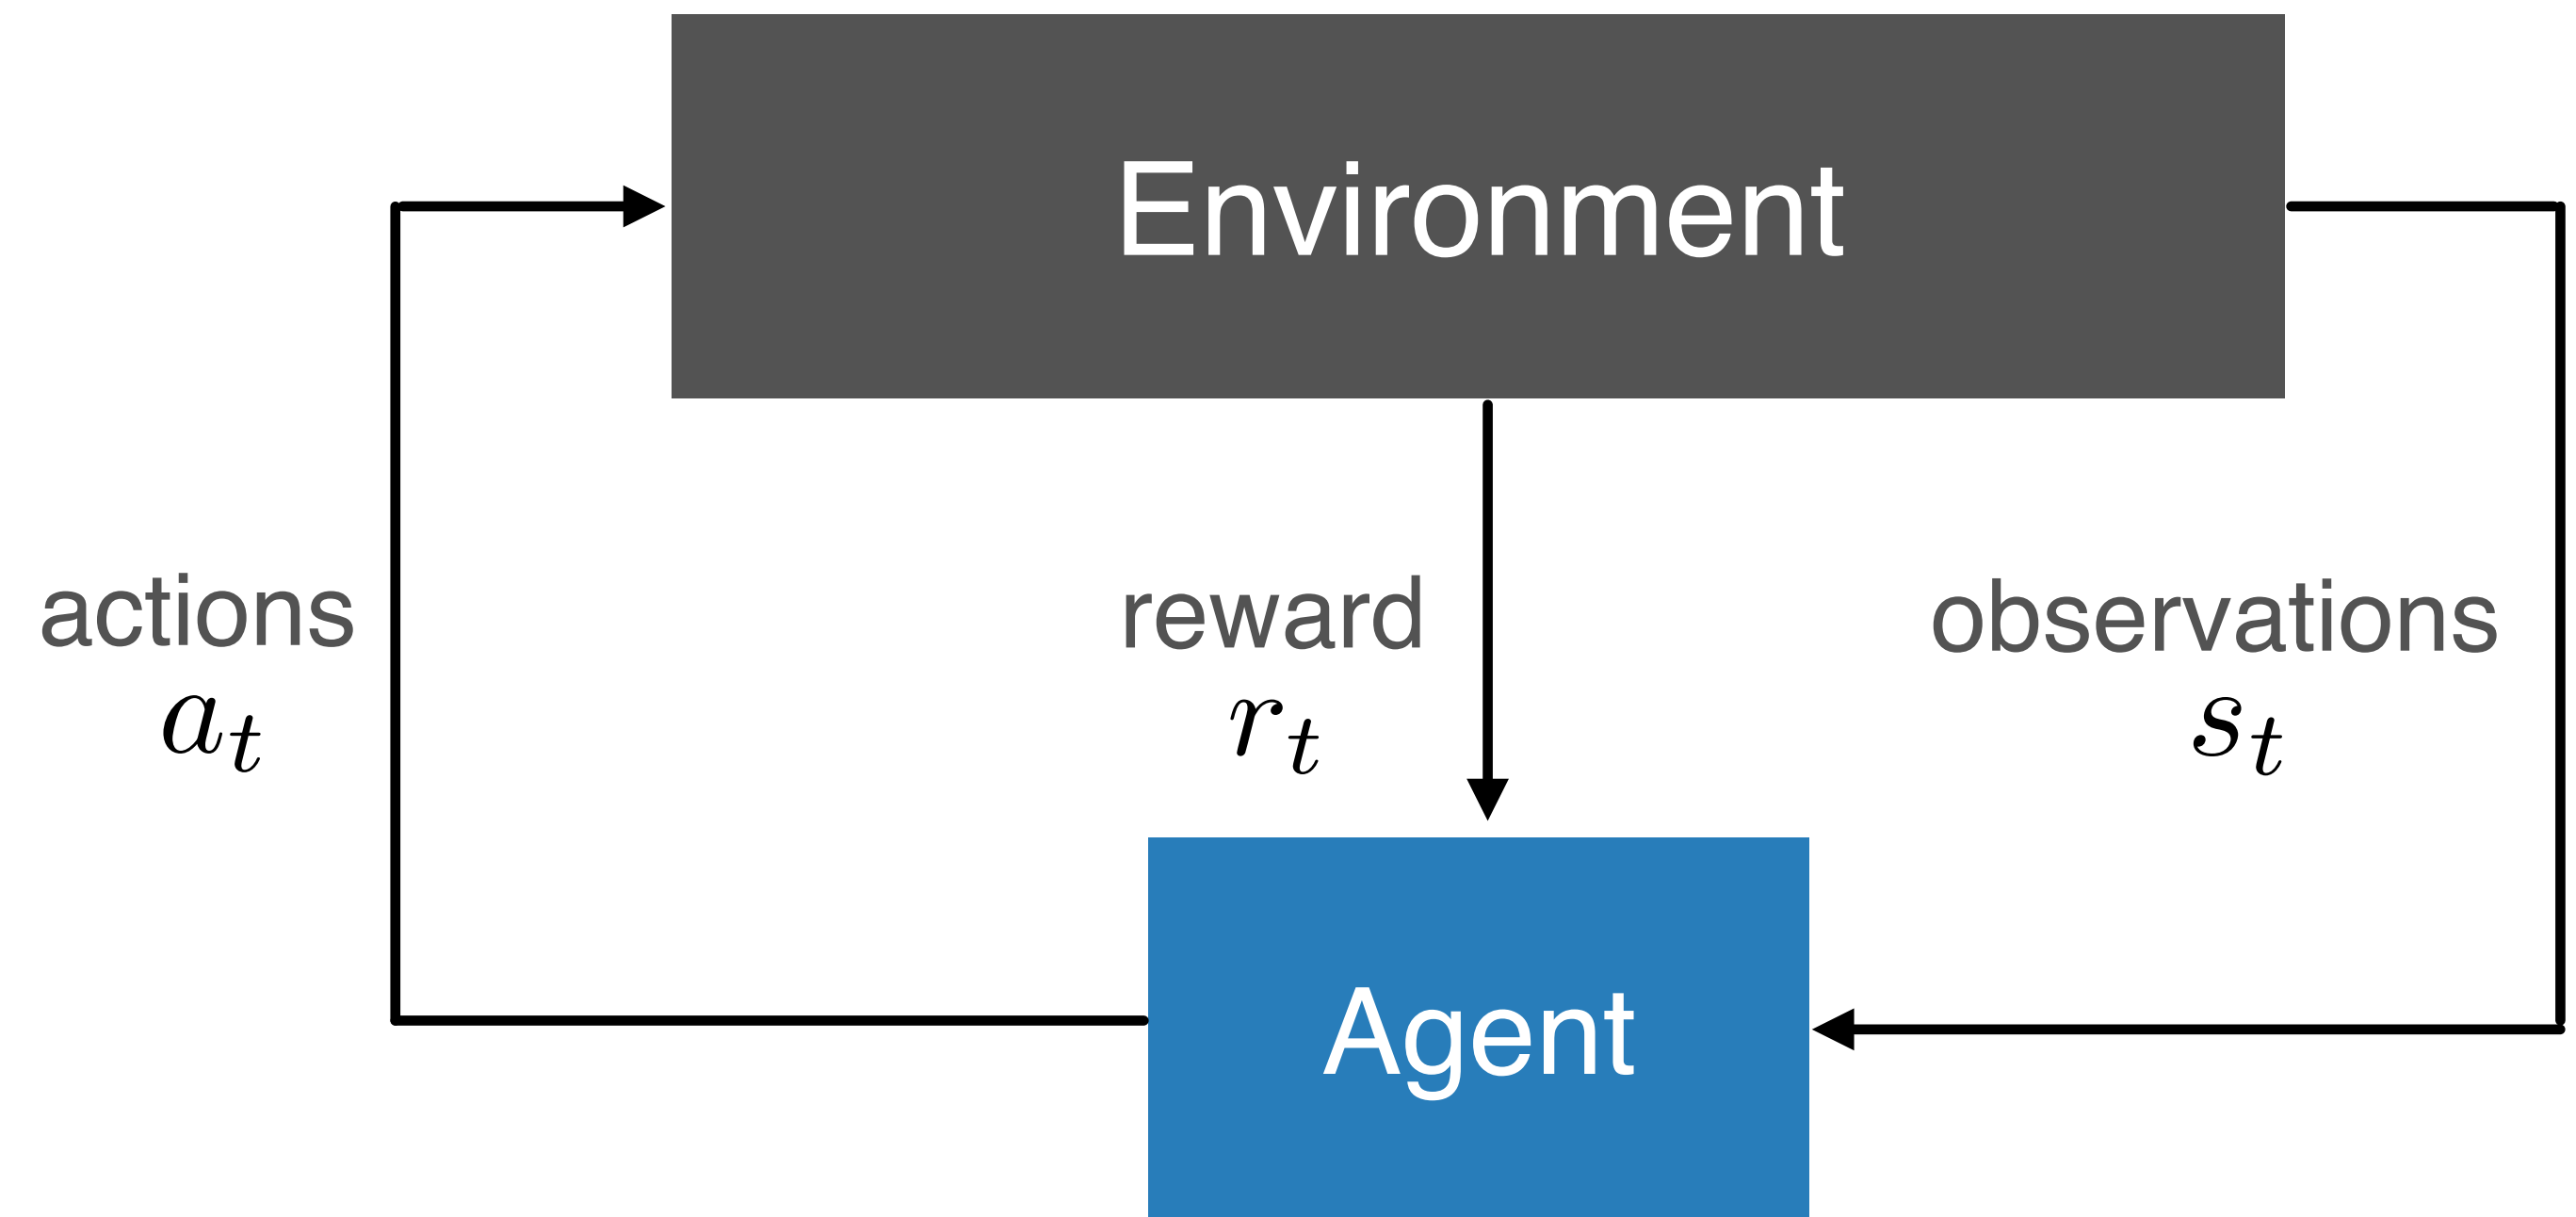 Environment
actions
a_t
reward
r_t
observations
s_t
Agent